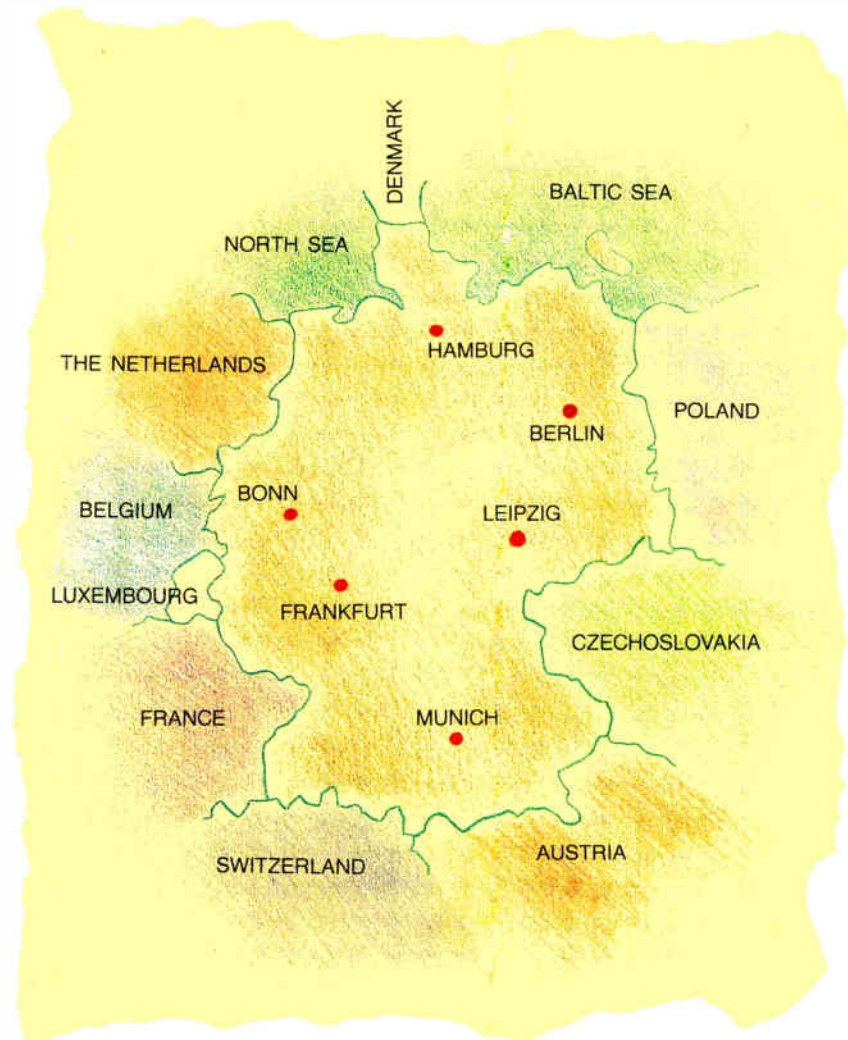 DENMARK
BALTIC SEA
NORTH SEA
HAMBURG
THE NETHERLANDS
POLAND
BERLIN
BONN
LEIPZIG
BELGIUM
LUXEMBOURG
FRANKFURT
CZECHOSLOVAKIA
FRANCE
MUNICH
AUSTRIA
SWITZERLAND